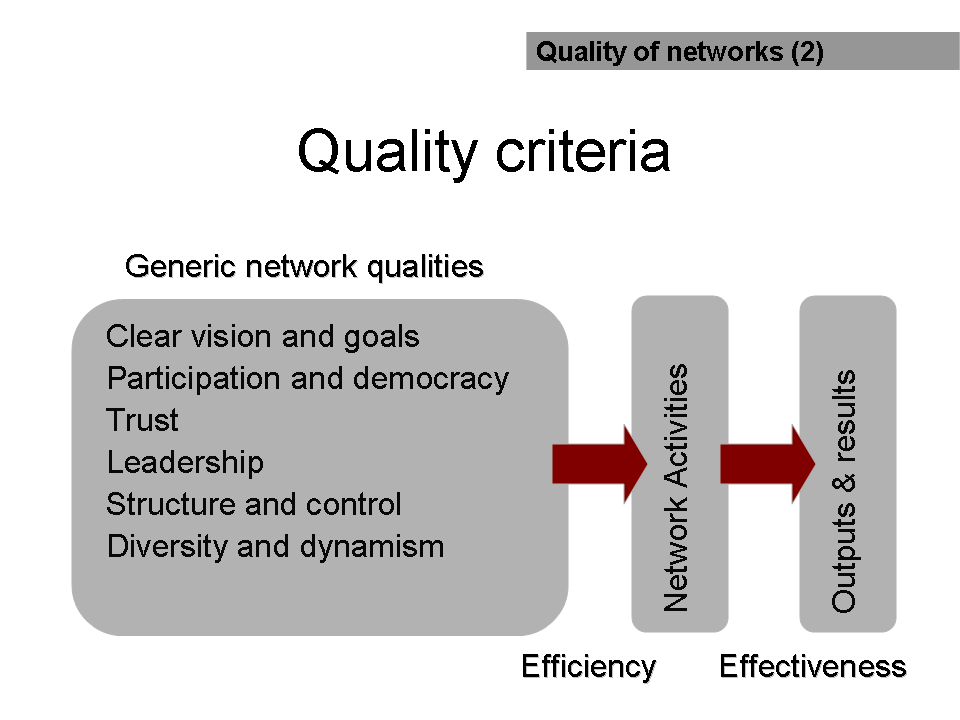 Quality of networks (2)
Quality criteria
Generic network qualities
Clear vision and goals
Participation and democracy
Trust
Leadership
Structure and control
Diversity and dynamism
Network Activities
Outputs & results
Efficiency
Effectiveness